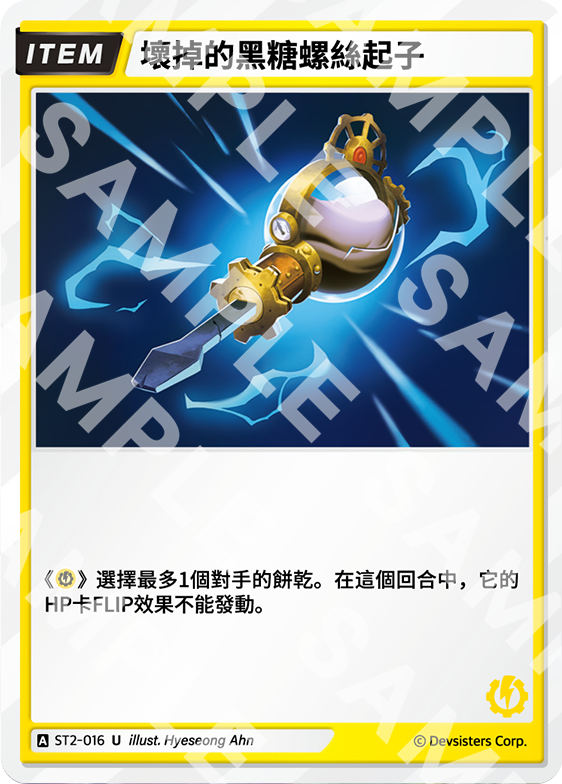 ITEM
壞掉的黑糖螺絲起子
SAMPLE SAMPLE SAMPLE
《》選擇最多1個對手的餅乾。在這個回合中，它的
HP卡FLIP效果不能發動。
A ST2-016 U illust. Hyeseong Ahn
© Devsisters Corp.